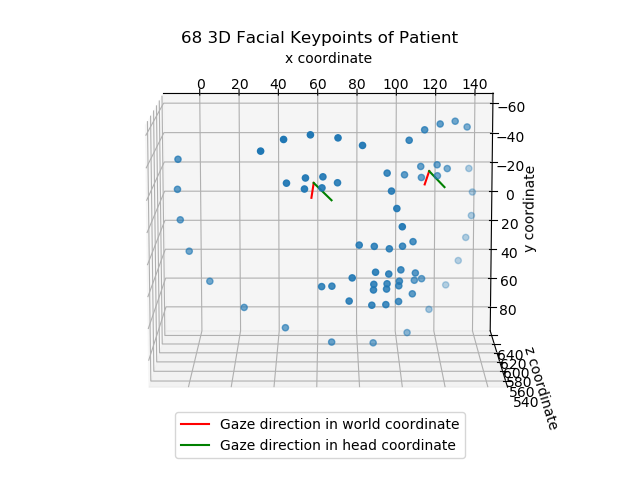 68 3D Facial Keypoints of Patient
x coordinate
0 20 40 60 80 100 120 140
−60
−40
−20
0
20
40
60
80
y coordinate
640
620
600
580
560
540
z coordinate
Gaze direction in world coordinate
Gaze direction in head coordinate